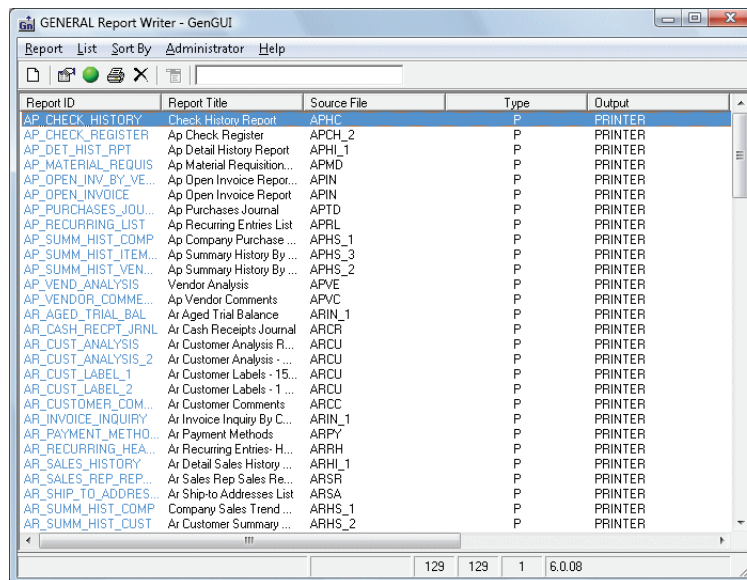 GENERAL Report Writer - GenGUI
Report List Sort By Administrator Help
Report ID Report Title Source File Type Output
AP_CHECK_HISTORY Check History Report APHC P PRINTER
AP_CHECK_REGISTER Ap Check Register APCH_2 P PRINTER
AP_DET_HIST_RPT Ap Detail History Report APHI_1 P PRINTER
AP_MATERIAL_REQUIS Ap Material Requisition... APMD P PRINTER
AP_OPEN_INV_BY_VE... Ap Open Invoice Repor... APIN P PRINTER
AP_OPEN_INVOICE Ap Open Invoice Report APIN P PRINTER
AP_PURCHASES_JOU... Ap Purchases Journal APTD P PRINTER
AP_RECURRING_LIST Ap Recurring Entries List APRL P PRINTER
AP_SUMM_HIST_COMP Ap Company Purchase ... APHS_1 P PRINTER
AP_SUMM_HIST_ITEM... Ap Summary History By ... APHS_3 P PRINTER
AP_SUMM_HIST_VEN... Ap Summary History By ... APHS_2 P PRINTER
AP_VEND_ANALYSIS Vendor Analysis APVE P PRINTER
AP_VENDOR_COMME... Ap Vendor Comments APVC P PRINTER
AR_AGED_TRIAL_BAL Ar Aged Trial Balance ARIN_1 P PRINTER
AR_CASH_RECPT_JRNL Ar Cash Receipts Journal ARCR P PRINTER
AR_CUST_ANALYSIS Ar Customer Analysis R... ARCU P PRINTER
AR_CUST_ANALYSIS_2 Ar Customer Analysis - ... ARCU P PRINTER
AR_CUST_LABEL_1 Ar Customer Labels - 15... ARCU P PRINTER
AR_CUST_LABEL_2 Ar Customer Labels - 1 ... ARCU P PRINTER
AR_CUSTOMER_COM... Ar Customer Comments ARCC P PRINTER
AR_INVOICE_INQUIRY Ar Invoice Inquiry By C... ARIN_1 P PRINTER
AR_PAYMENT_METHO... Ar Payment Methods ARPY P PRINTER
AR_RECURRING_HEA... Ar Recurring Entries- H... ARRH P PRINTER
AR_SALES_HISTORY Ar Detail Sales History ... ARHI_1 P PRINTER
AR_SALES_REP_REP... Ar Sales Rep Sales Re... ARSR P PRINTER
AR_SHIP_TO_ADDRES... Ar Ship-to Addresses List ARSA P PRINTER
AR_SUMM_HIST_COMP Company Sales Trend ... ARHS_1 P PRINTER
AR_SUMM_HIST_CUST Ar Customer Summary ... ARHS_2 P PRINTER
129 129 1 6.0.08